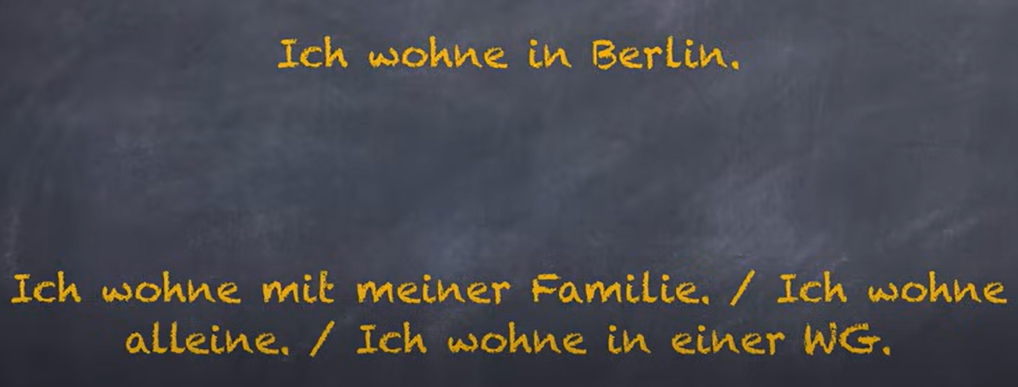 Ich wohne in Berlin.
Ich wohne mit meiner Familie. / Ich wohne
alleine. / Ich wohne in einer WG.